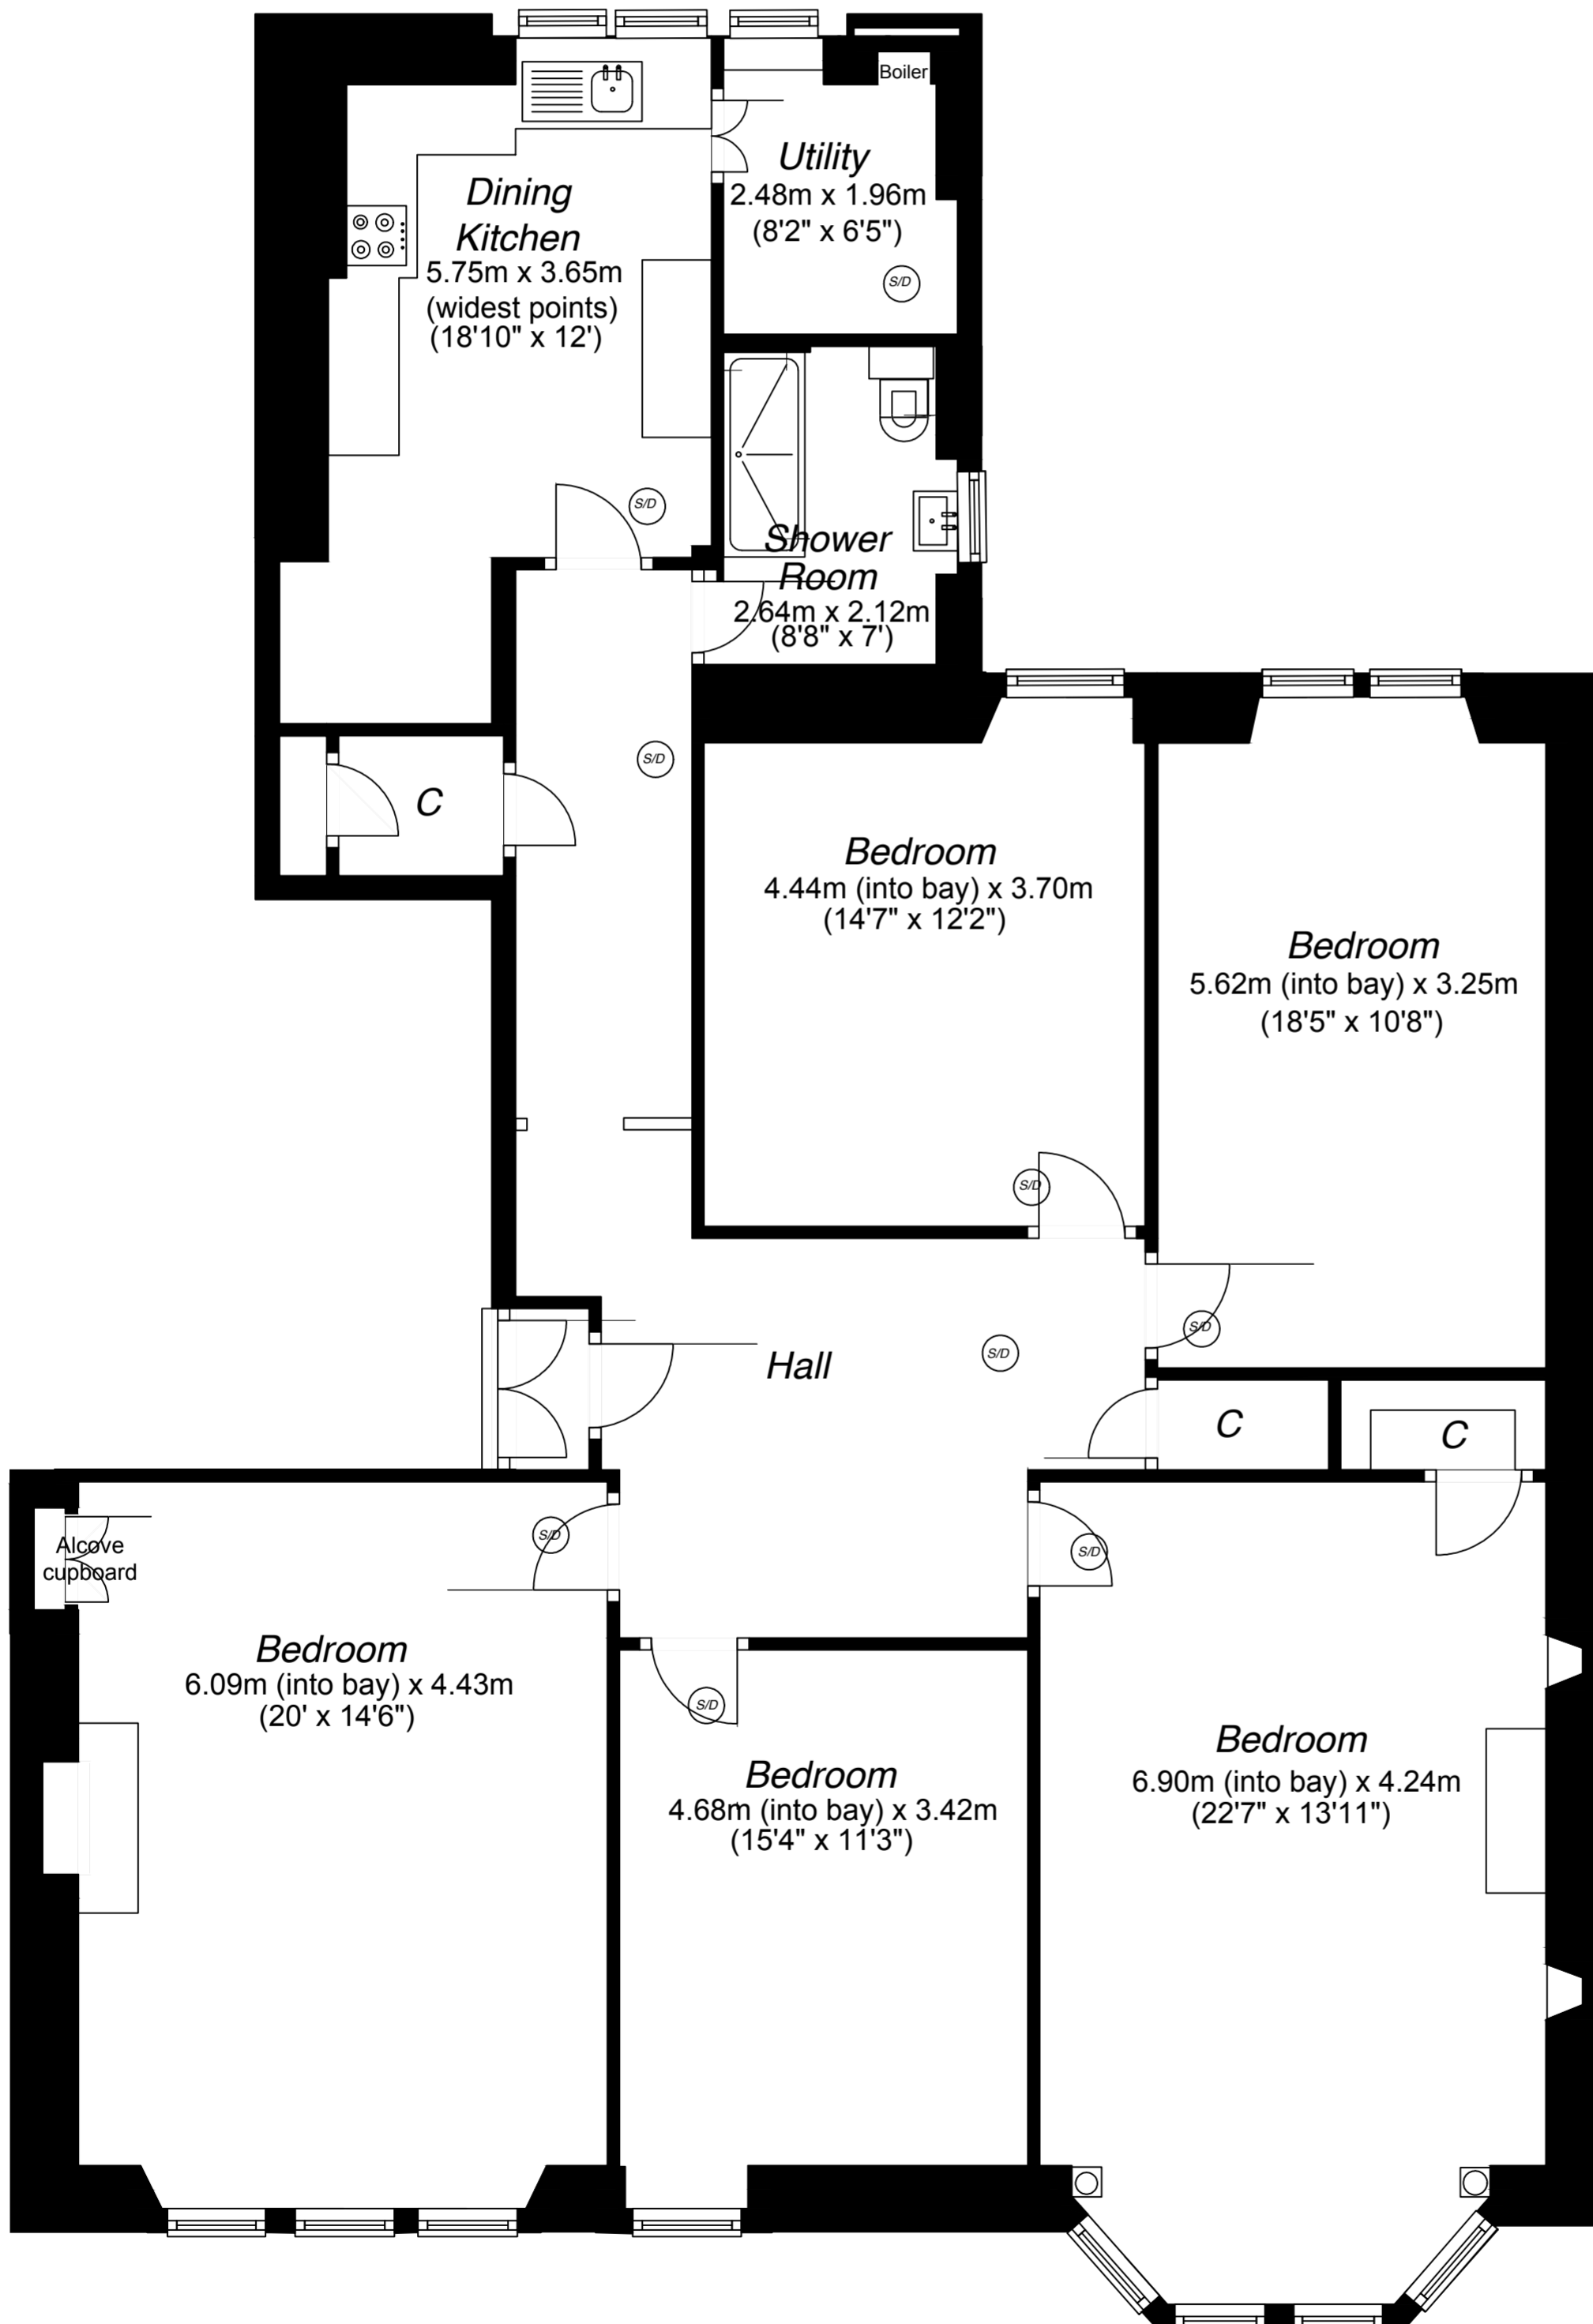 Boiler
Utility
2.48m x 1.96m
(8'2" x 6'5")
S/D
Dining
Kitchen
5.75m x 3.65m
(widest points)
(18'10" x 12')
S/D
Shower
Room
2.64m x 2.12m
(8'8" x 7')
S/D
C
Bedroom
4.44m (into bay) x 3.70m
(14'7" x 12'2")
S/D
Bedroom
5.62m (into bay) x 3.25m
(18'5" x 10'8")
S/D
Hall
S/D
C
C
Alcove
cupboard
S/D
Bedroom
6.09m (into bay) x 4.43m
(20' x 14'6")
S/D
Bedroom
4.68m (into bay) x 3.42m
(15'4" x 11'3")
S/D
Bedroom
6.90m (into bay) x 4.24m
(22'7" x 13'11")